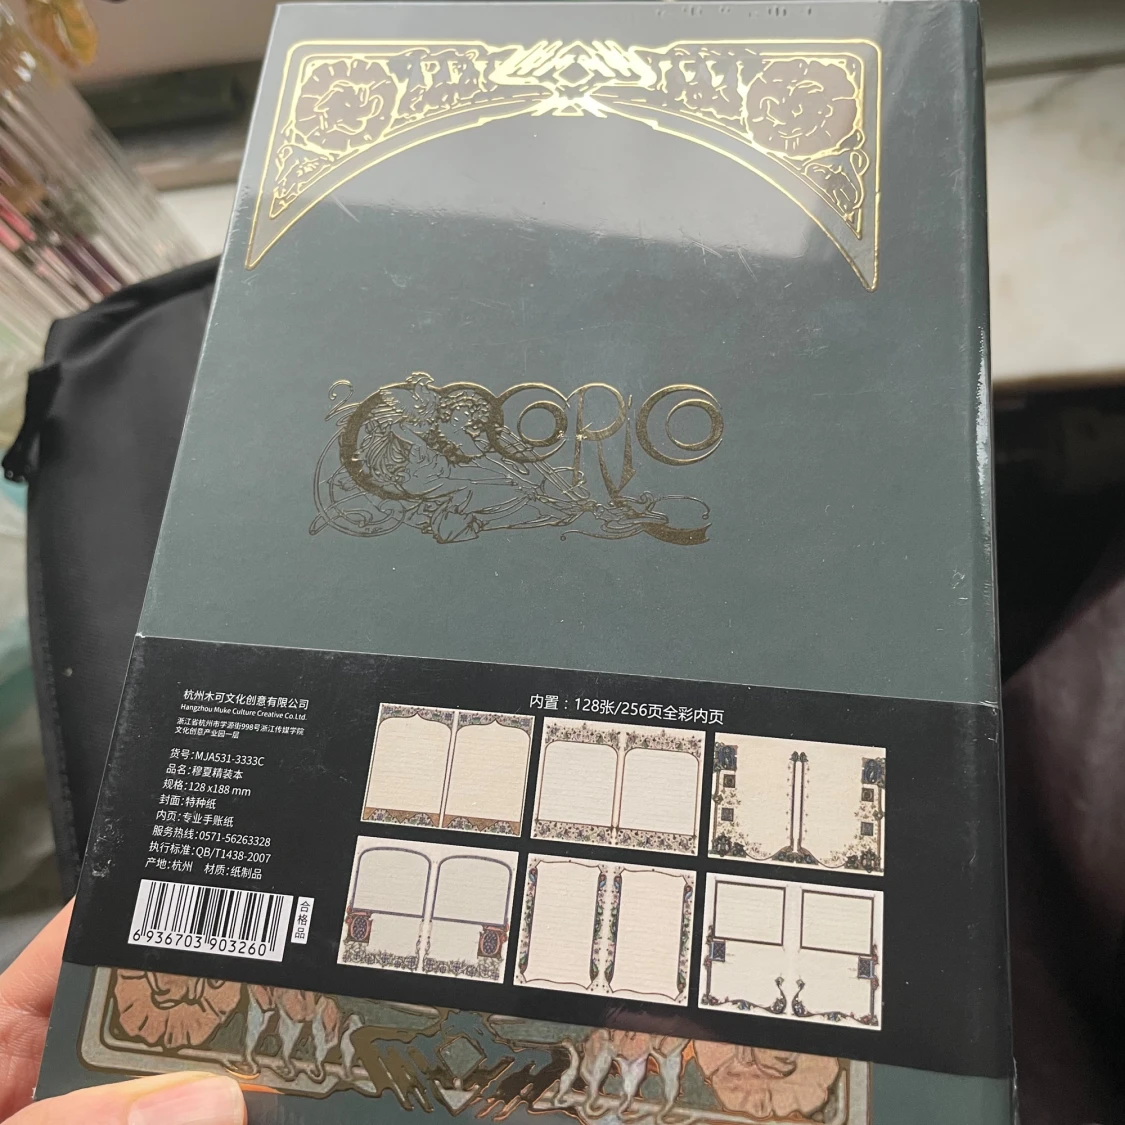 杭州木可文化创意有限公司
Hangzhou Muke Culture Creative Co.Ltd.
浙江省杭州市学源街998号浙江传媒学院
文化创意产业园一层
货号:MJA531-3333C
品名:穆夏精装本
规格:128 x188 mm
封面:特种纸
内页:专业手账纸
服务热线:0571-56263328
执行标准:QB/T1438-2007
产地:杭州 材质:纸制品
6 936703 903260
合格品
内置：128张/256页全彩内页